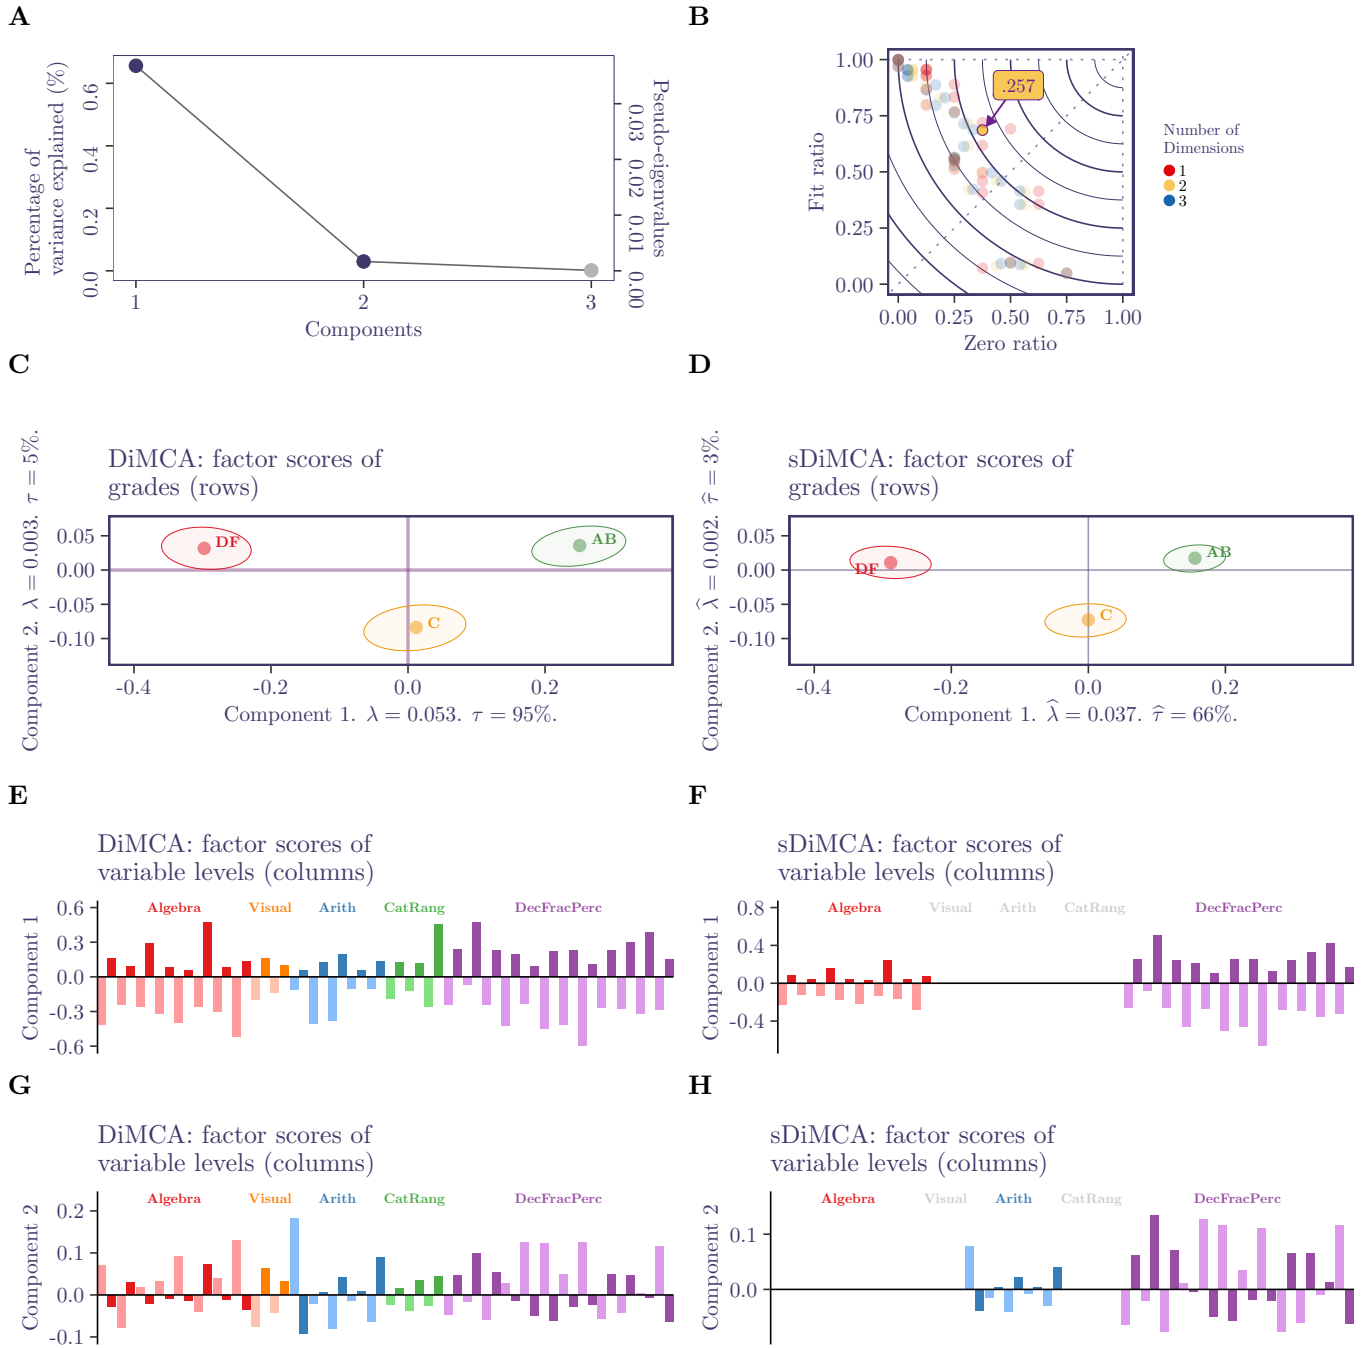 A
Percentage of
variance explained (%)
0.0
0.2
0.4
0.6
Pseudo-eigenvalues
0.00
0.01
0.02
0.03
1
2
3
Components
B
Fit ratio
1.00
0.75
0.50
0.25
0.00
.257
0.00
0.25
0.50
0.75
1.00
Zero ratio
Number of
Dimensions
1
2
3
C
DiMCA: factor scores of
grades (rows)
Component 2. λ = 0.003. τ = 5%.
0.05
0.00
-0.05
-0.10
DF
AB
C
-0.4
-0.2
0.0
0.2
Component 1. λ = 0.053. τ = 95%.
D
sDiMCA: factor scores of
grades (rows)
Component 2. λ̂ = 0.002. τ̂ = 3%.
0.05
0.00
-0.05
-0.10
DF
AB
C
-0.4
-0.2
0.0
0.2
Component 1. λ̂ = 0.037. τ̂ = 66%.
E
DiMCA: factor scores of
variable levels (columns)
Component 1
0.6
0.3
0.0
-0.3
-0.6
Algebra Visual Arith CatRang DecFracPerc
F
sDiMCA: factor scores of
variable levels (columns)
Component 1
0.8
0.4
0.0
-0.4
Algebra Visual Arith CatRang DecFracPerc
G
DiMCA: factor scores of
variable levels (columns)
Component 2
0.2
0.1
0.0
-0.1
Algebra Visual Arith CatRang DecFracPerc
H
sDiMCA: factor scores of
variable levels (columns)
Component 2
0.1
0.0
Algebra Visual Arith CatRang DecFracPerc